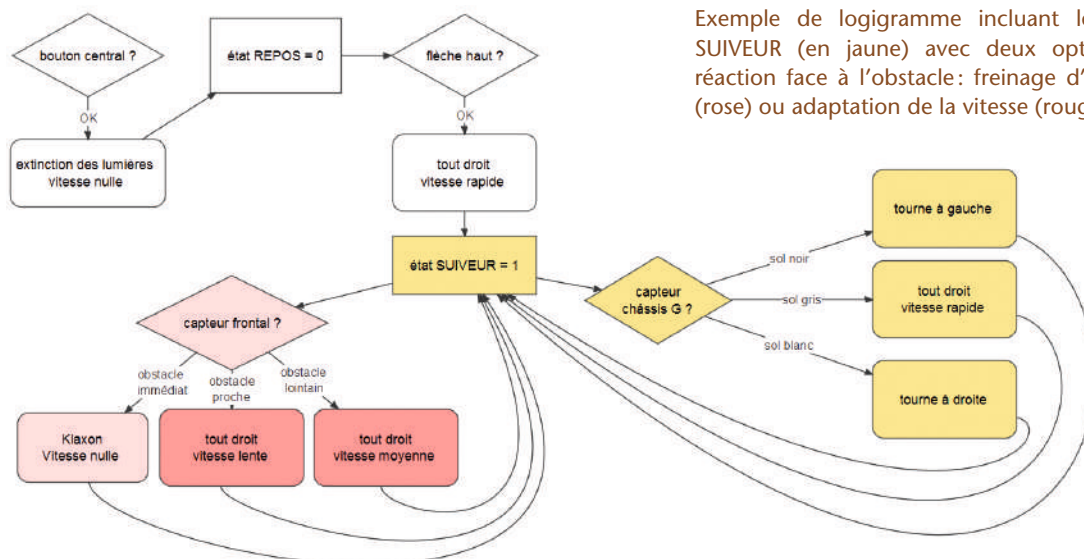 Exemple de logigramme incluant
SUIVEUR (en jaune) avec deux
réaction face à l'obstacle : freinage
(rose) ou adaptation de la vitesse
bouton central ?
OK
extinction des lumières
vitesse nulle
état REPOS = 0
flèche haut ?
OK
tout droit
vitesse rapide
état SUIVEUR = 1
capteur frontal ?
obstacle
immédiat
obstacle
proche
obstacle
lointain
Klaxon
Vitesse nulle
tout droit
vitesse lente
tout droit
vitesse moyenne
capteur
châssis G ?
sol noir
sol gris
sol blanc
tourne à gauche
tout droit
vitesse rapide
tourne à droite